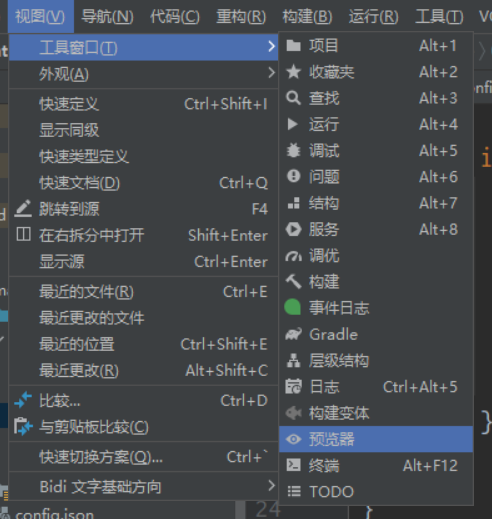 视图(V) 导航(N) 代码(C) 重构(R) 构建(B) 运行(R) 工具(T)
工具窗口(T)
外观(A)
快速定义 Ctrl+Shift+I
显示同级
快速类型定义
快速文档(D) Ctrl+Q
跳转到源 F4
在右拆分中打开 Shift+Enter
显示源 Ctrl+Enter
最近的文件(R) Ctrl+E
最近更改的文件
最近的位置 Ctrl+Shift+E
最近更改(R) Alt+Shift+C
比较... Ctrl+D
与剪贴板比较(C)
快速切换方案(Q)... Ctrl+`
Bidi 文字基础方向
项目 Alt+1
收藏夹 Alt+2
查找 Alt+3
运行 Alt+4
调试 Alt+5
问题 Alt+6
结构 Alt+7
服务 Alt+8
调优
构建
事件日志
Gradle
层级结构
日志 Ctrl+Alt+5
构建变体
预览器
终端 Alt+F12
TODO
i
}
24
}
config.json